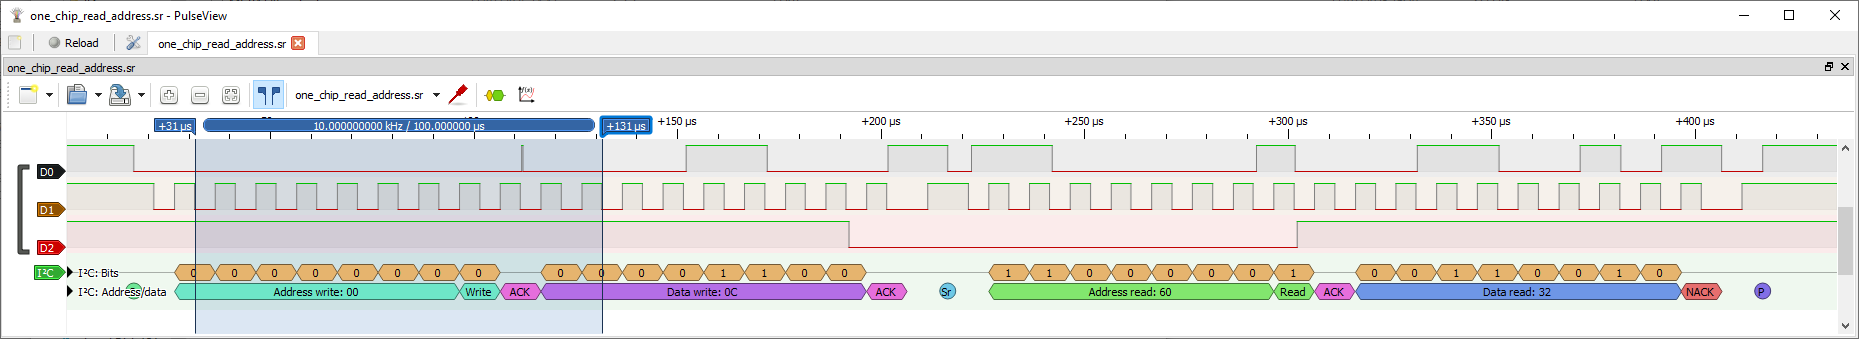 one_chip_read_address.sr - PulseView
Reload
one_chip_read_address.sr
one_chip_read_address.sr
one_chip_read_address.sr
+31 µs
10.000000000 kHz / 100.000000 µs
+131 µs
+150 µs
+200 µs
+250 µs
+300 µs
+350 µs
+400 µs
D0
D1
D2
I²C
I²C: Bits
0 0 0 0 0 0 0 0 0 0 0 0 1 1 0 0 1 1 0 0 0 0 0 1 0 0 1 1 0 0 1 0
I²C: Address/data
Address write: 00
Write
ACK
Data write: 0C
ACK
Sr
Address read: 60
Read
ACK
Data read: 32
NACK
P